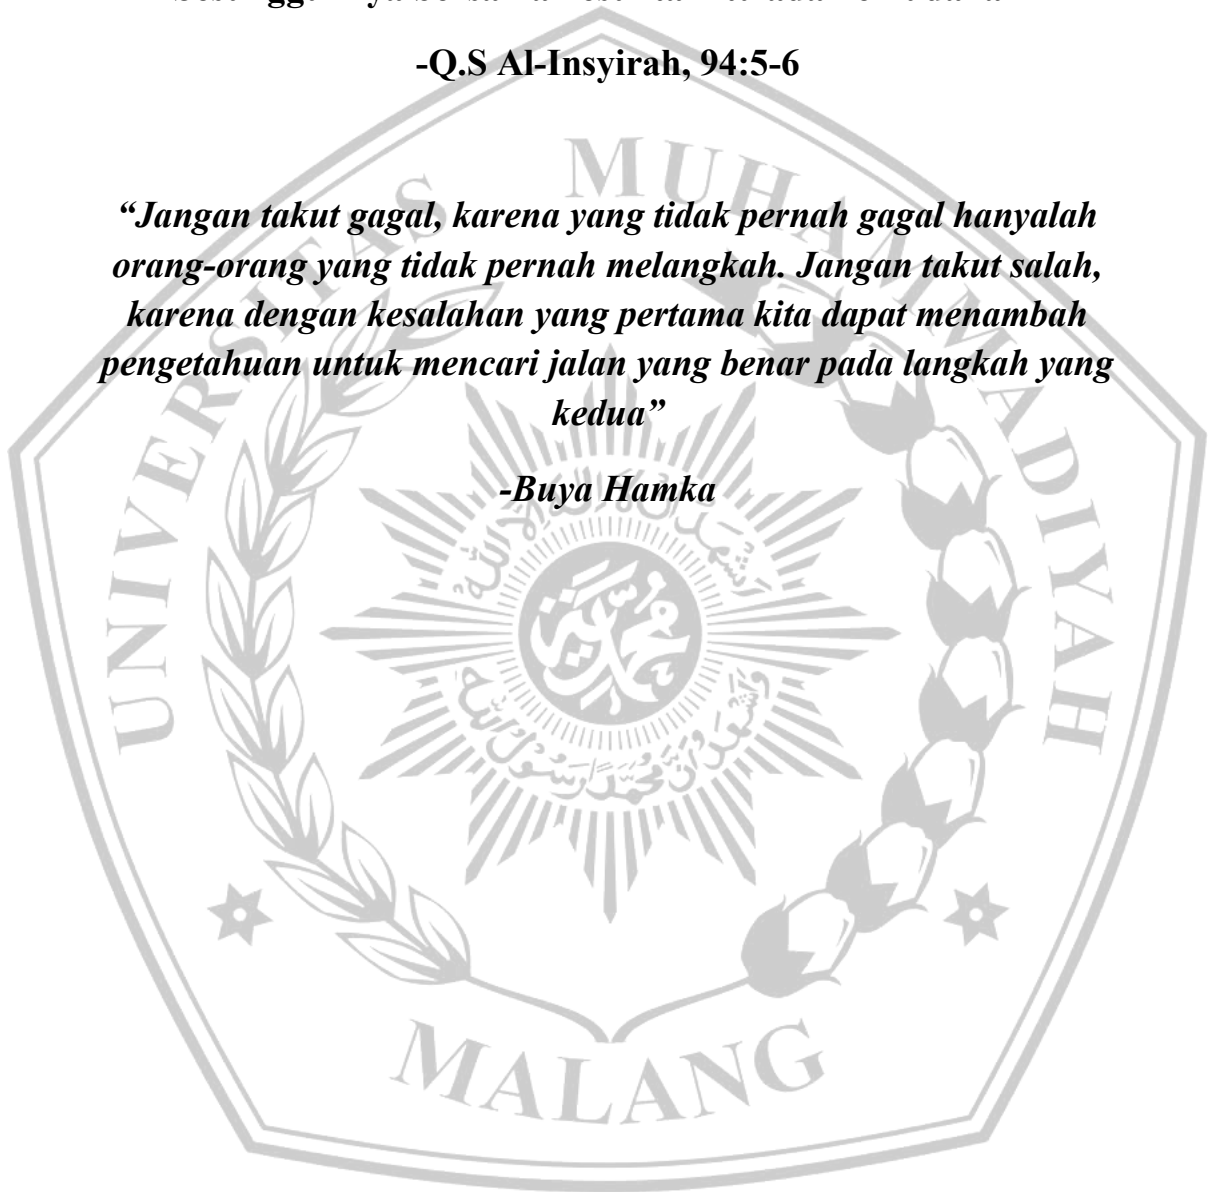 -Q.S Al-Insyirah, 94:5-6
“Jangan takut gagal, karena yang tidak pernah gagal hanyalah
orang-orang yang tidak pernah melangkah. Jangan takut salah,
karena dengan kesalahan yang pertama kita dapat menambah
pengetahuan untuk mencari jalan yang benar pada langkah yang
kedua”
-Buya Hamka
UNIVERSITAS MUHAMMADIYAH
MALANG